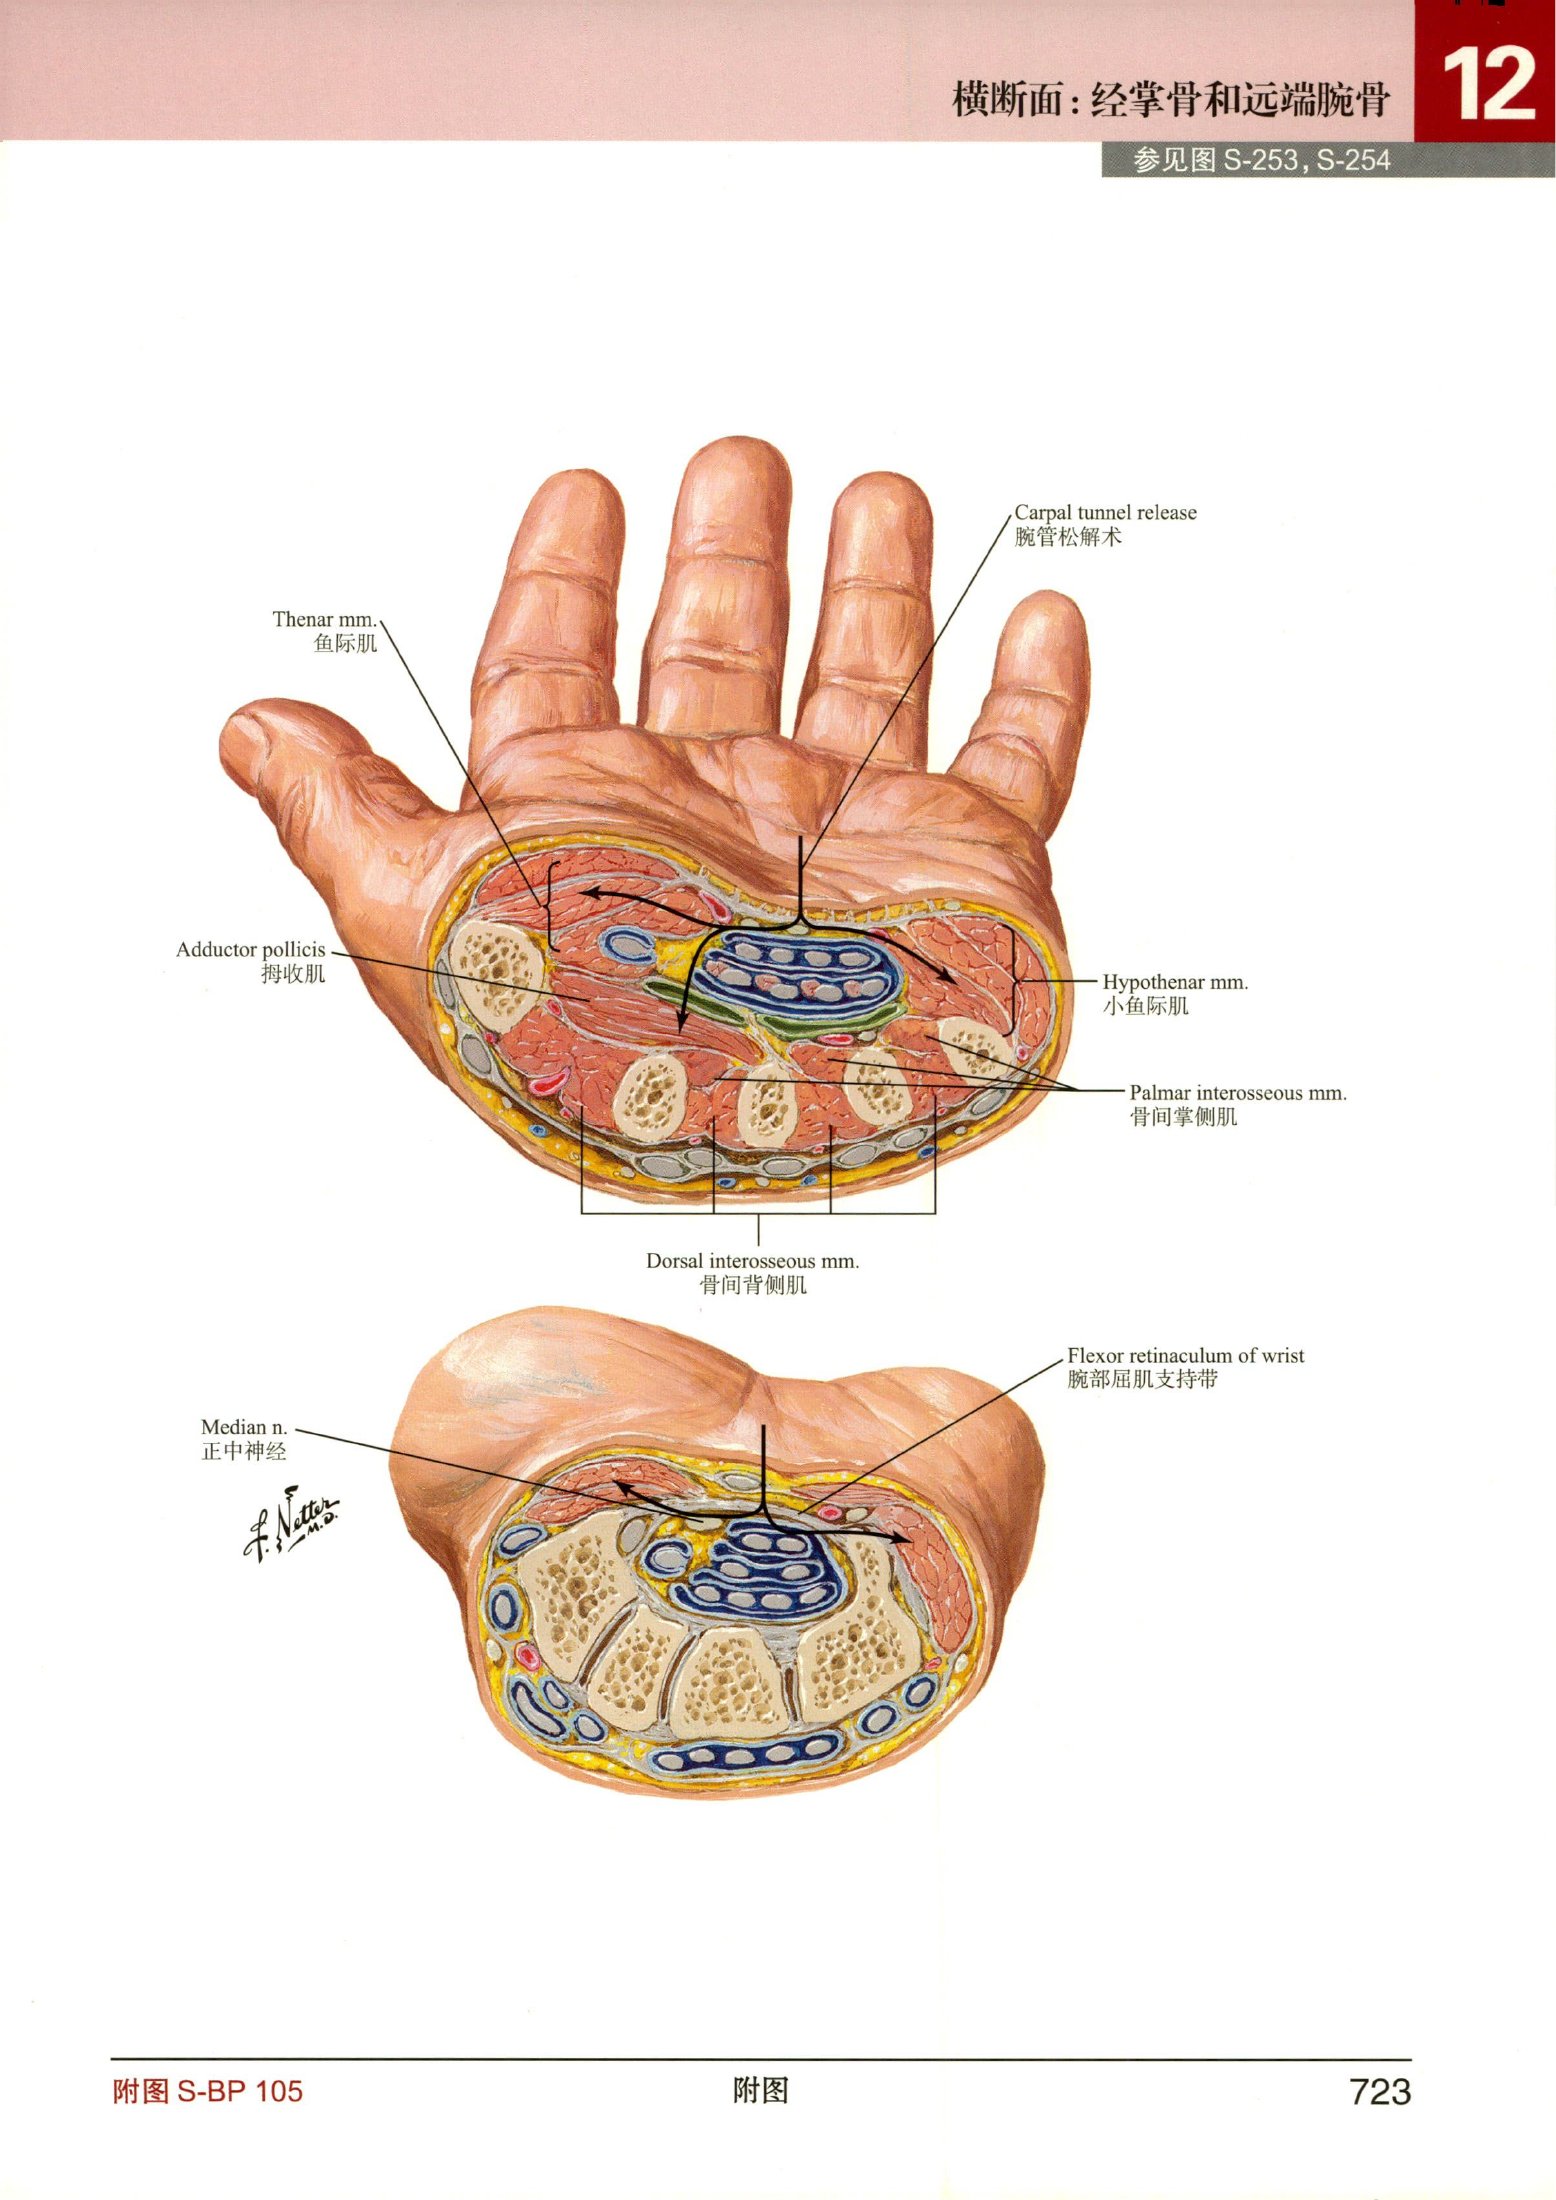 横断面：经掌骨和远端腕骨
12
参见图 S-253, S-254
Carpal tunnel release
腕管松解术
Thenar mm.
鱼际肌
Adductor pollicis
拇收肌
Hypothenar mm.
小鱼际肌
Palmar interosseous mm.
骨间掌侧肌
Dorsal interosseous mm.
骨间背侧肌
Flexor retinaculum of wrist
腕部屈肌支持带
Median n.
正中神经
F. Netter
M.D.
附图 S-BP 105
附图
723